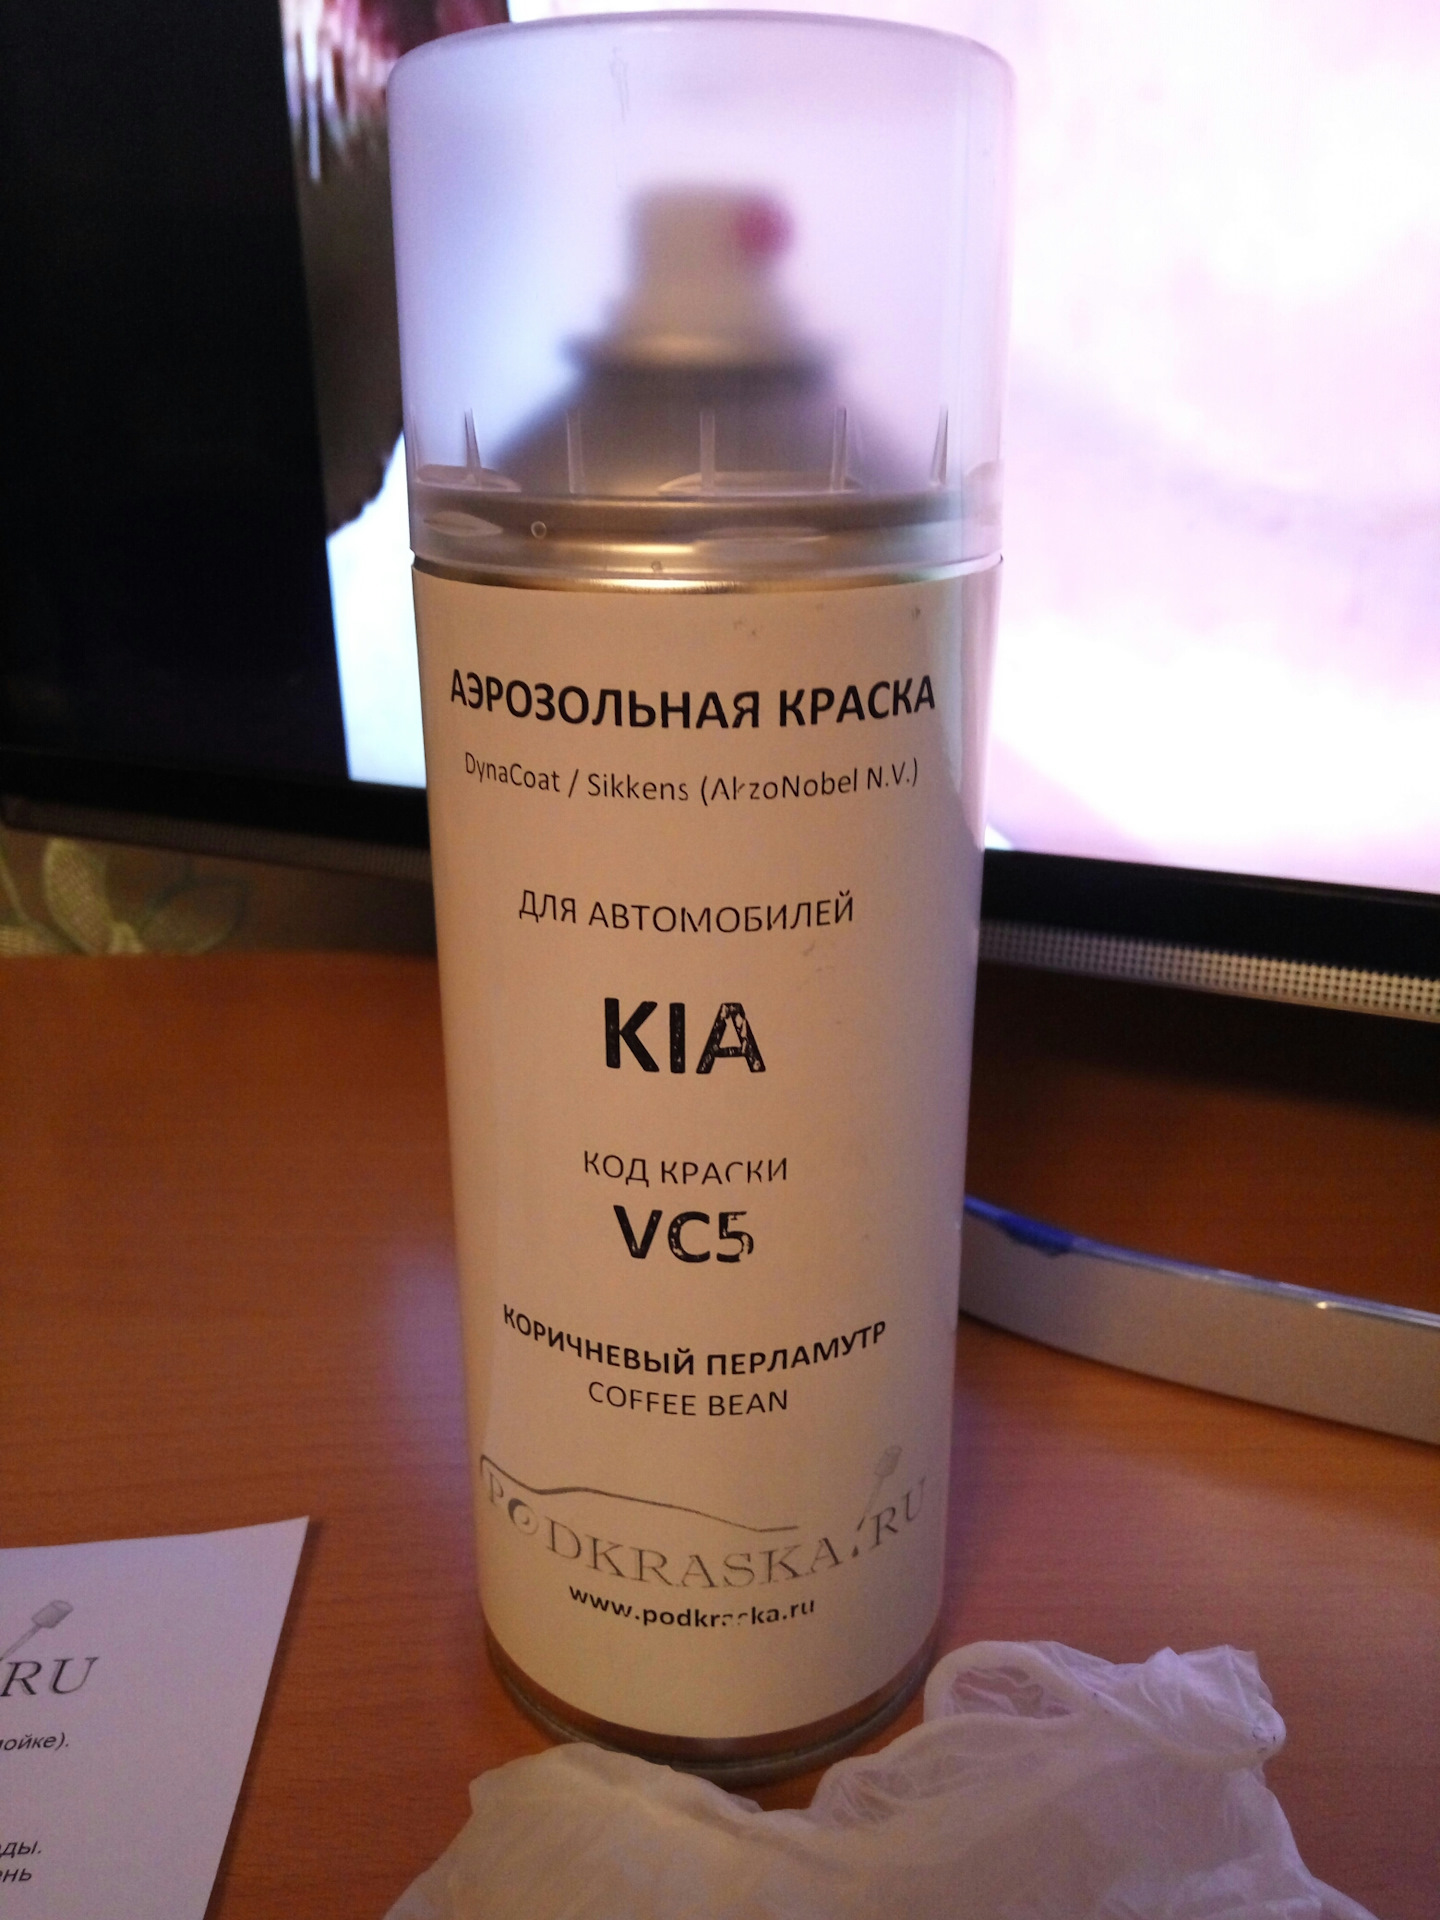 АЭРОЗОЛЬНАЯ КРАСКА
DynaCoat / Sikkens (AkzoNobel N.V.)
ДЛЯ АВТОМОБИЛЕЙ
KIA
КОД КРАСКИ
VC5
КОРИЧНЕВЫЙ ПЕРЛАМУТР
COFFEE BEAN
PODKRASKA.RU
www.podkraska.ru
RU
мойке).